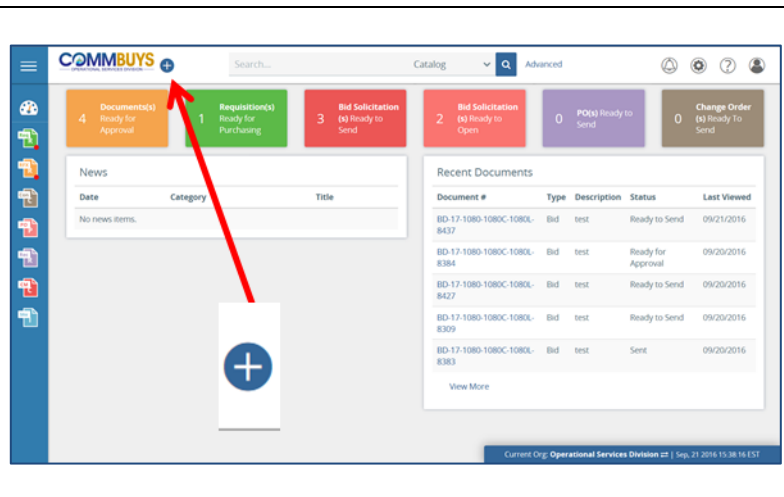 COMMBUYS
OPERATIONAL SERVICES DIVISION
Search...
Catalog
Advanced
4 Documents(s)
Ready for
Approval
1 Requisition(s)
Ready for
Purchasing
3 Bid Solicitation
(s) Ready to
Send
2 Bid Solicitation
(s) Ready to
Open
0 PO(s) Ready to
Send
0 Change Order
(s) Ready To
Send
News
Date Category Title
No news items.
Recent Documents
Document # Type Description Status Last Viewed
BD-17-1080-1080C-1080L- Bid test Ready to Send 09/21/2016
8437
BD-17-1080-1080C-1080L- Bid test Ready for 09/20/2016
8384 Approval
BD-17-1080-1080C-1080L- Bid test Ready to Send 09/20/2016
8427
BD-17-1080-1080C-1080L- Bid test Ready to Send 09/20/2016
8309
BD-17-1080-1080C-1080L- Bid test Sent 09/20/2016
8383
View More
Current Org: Operational Services Division | Sep, 21 2016 15:38:16 EST